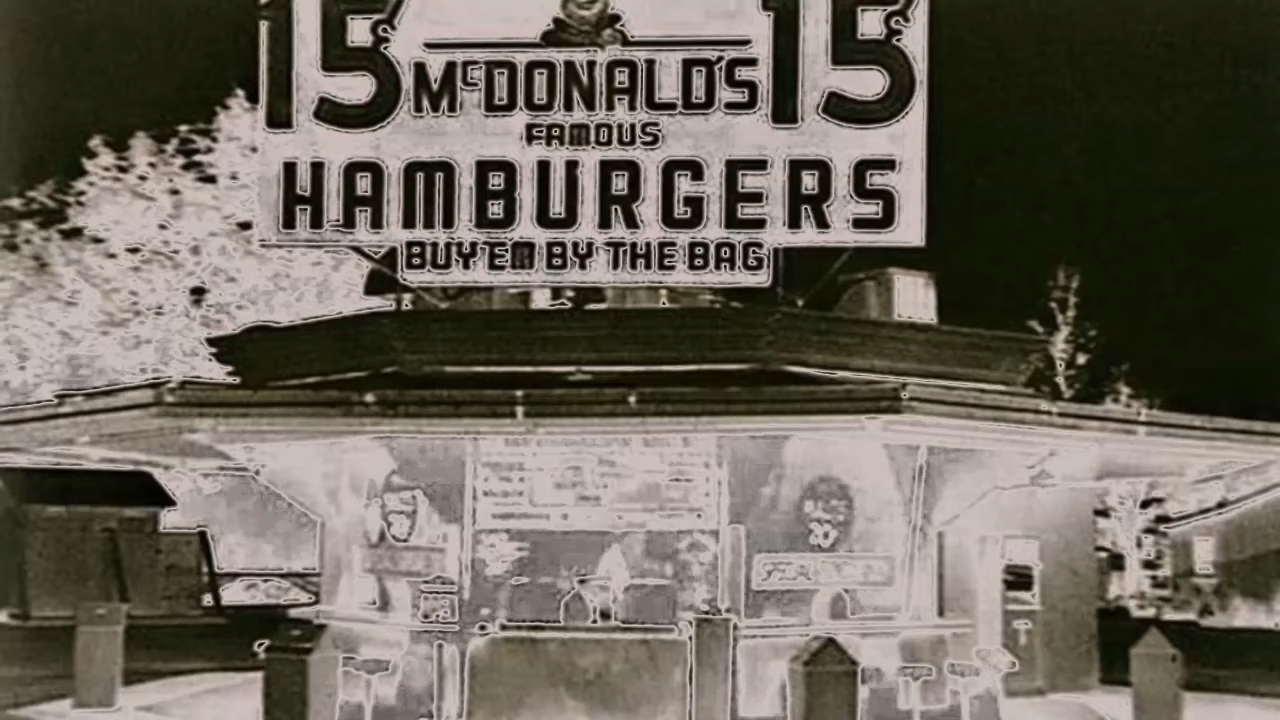 15¢ 15¢
McDONALD'S
FAMOUS
HAMBURGERS
BUY'EM BY THE BAG